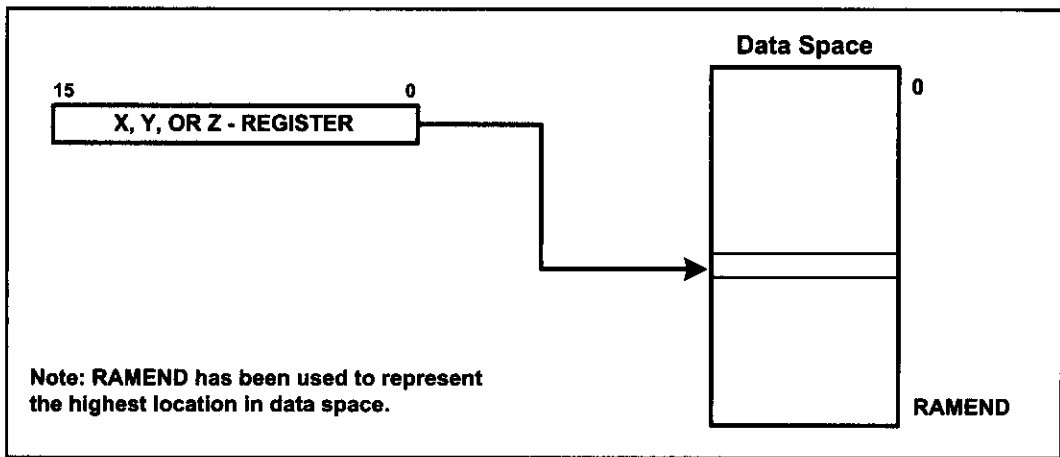 Data Space
15 0
0
X, Y, OR Z - REGISTER
Note: RAMEND has been used to represent
the highest location in data space.
RAMEND